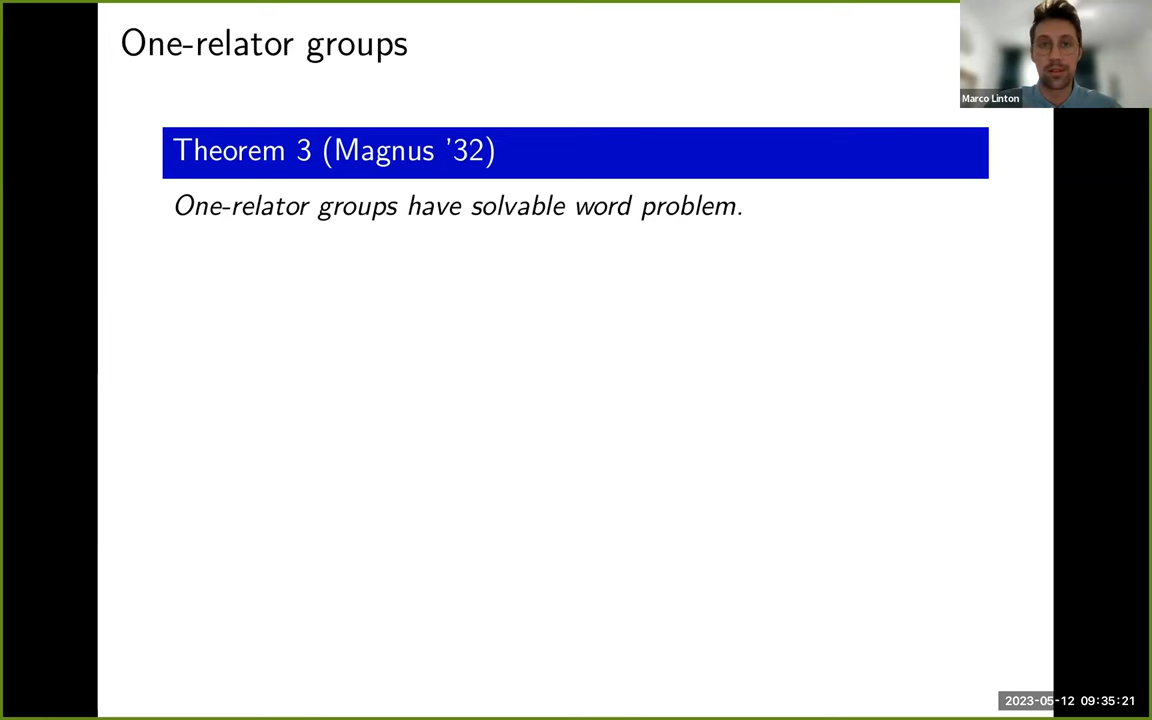 One-relator groups
Marco Linton
Theorem 3 (Magnus '32)
One-relator groups have solvable word problem.
2023-05-12 09:35:21